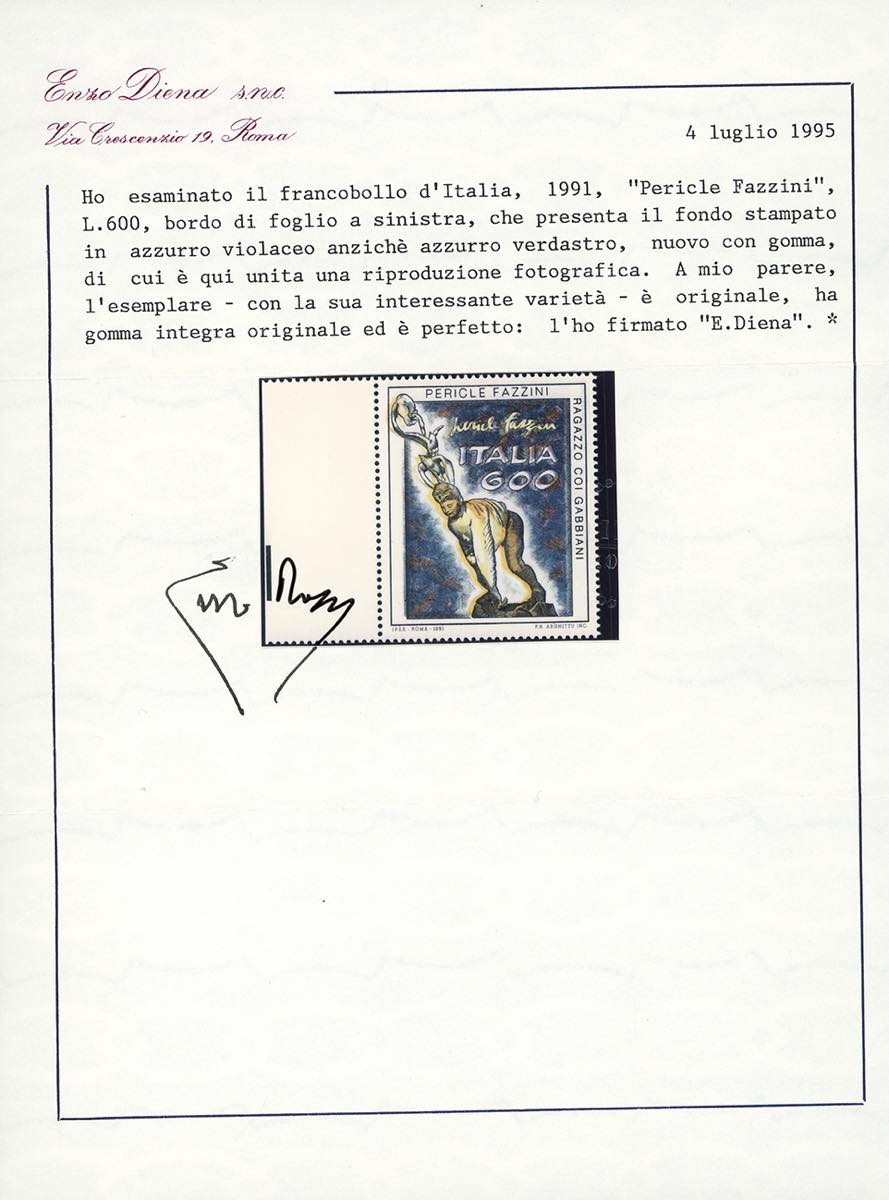 Enzo Diena s.n.c.
Via Crescenzio 19, Roma
4 luglio 1995
Ho esaminato il francobollo d'Italia, 1991, "Pericle Fazzini",
L.600, bordo di foglio a sinistra, che presenta il fondo stampato
in azzurro violaceo anzichè azzurro verdastro, nuovo con gomma,
di cui è qui unita una riproduzione fotografica. A mio parere,
l'esemplare - con la sua interessante varietà - è originale, ha
gomma integra originale ed è perfetto: l'ho firmato "E.Diena". *
PERICLE FAZZINI
RAGAZZO COI GABBIANI
pericle fazzini
ITALIA
600
I.P.Z.S. - ROMA - 1991
P.V. ARGHITTU INC.